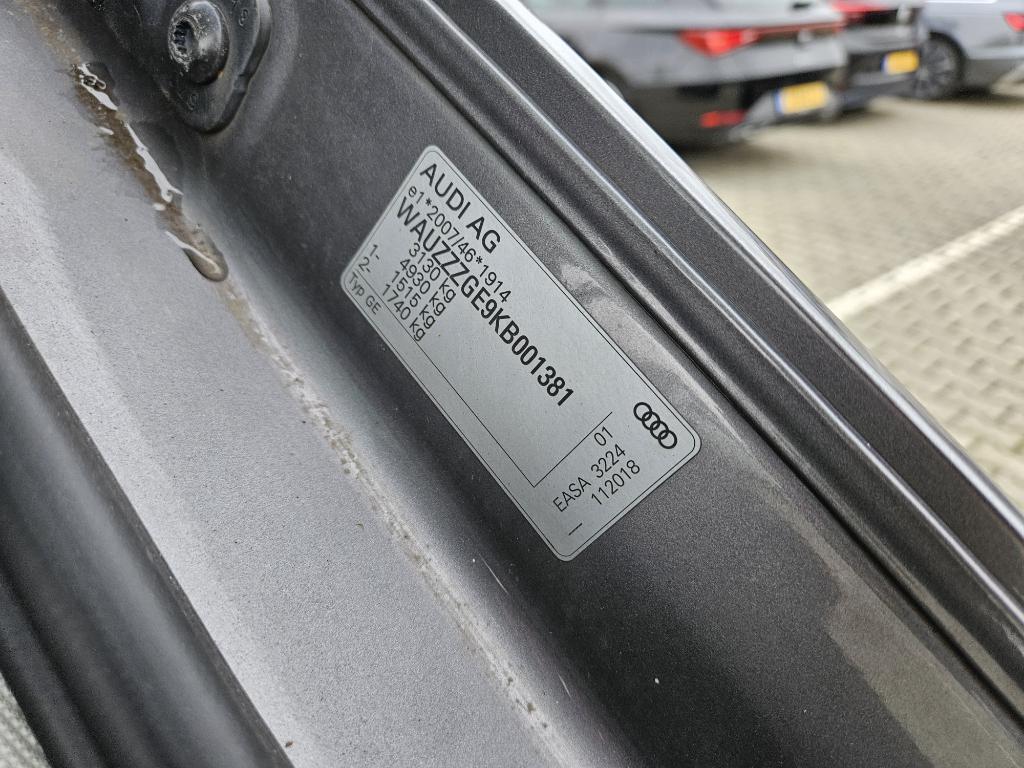 AUDI AG
e1*2007/46*1914
WAUZZZGE9KB001381
3130 kg
4930 kg
1- 1515 kg
2- 1740 kg
Typ GE
01
EASA 3224
— 112018